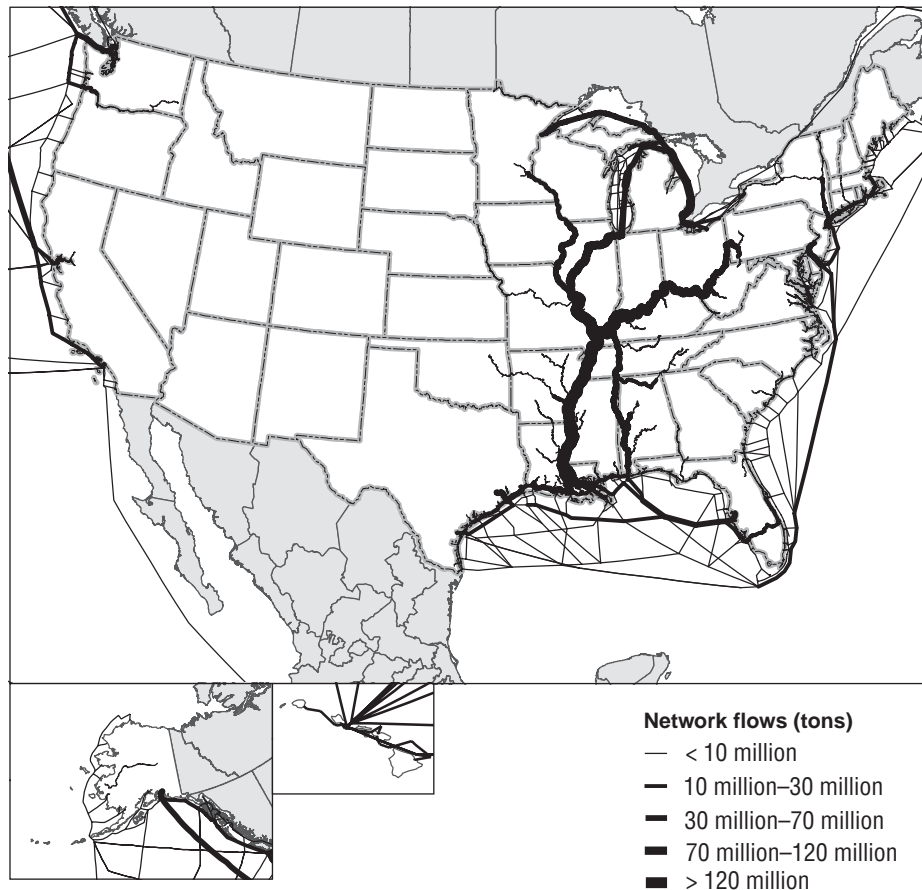 Network flows (tons)
< 10 million
10 million–30 million
30 million–70 million
70 million–120 million
> 120 million